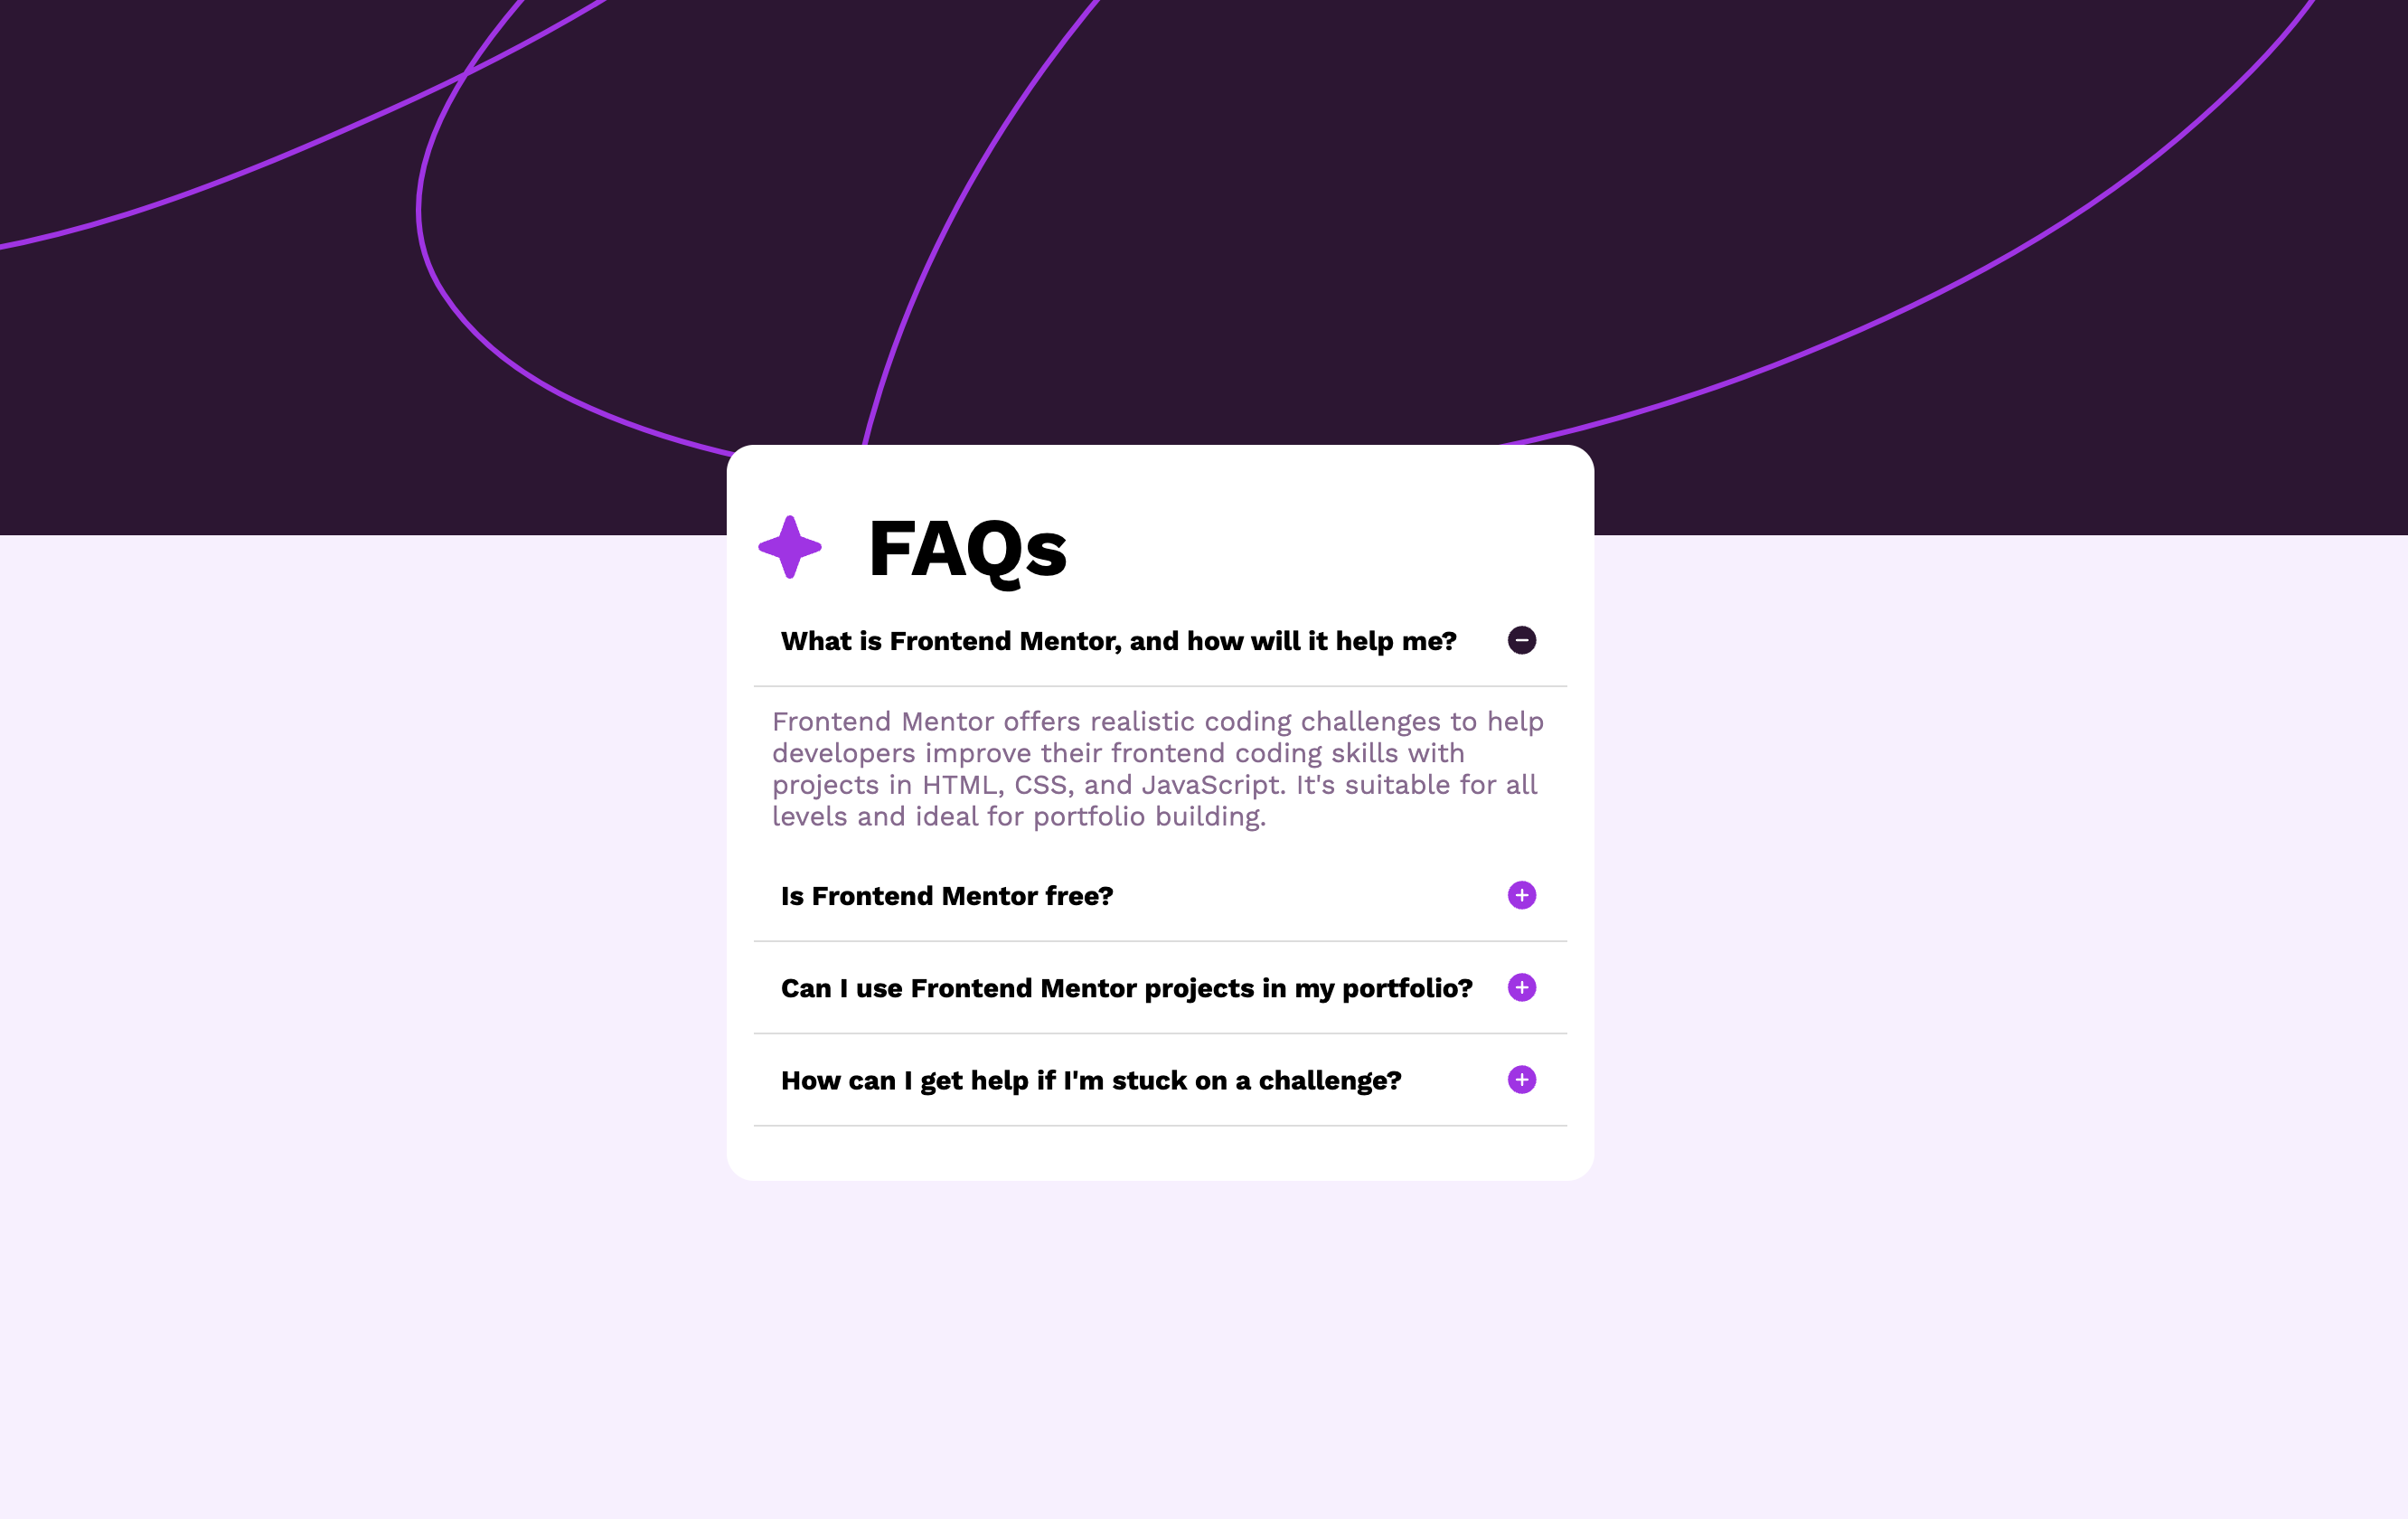 FAQs
What is Frontend Mentor, and how will it help me?
Frontend Mentor offers realistic coding challenges to help
developers improve their frontend coding skills with
projects in HTML, CSS, and JavaScript. It's suitable for all
levels and ideal for portfolio building.
Is Frontend Mentor free?
Can I use Frontend Mentor projects in my portfolio?
How can I get help if I'm stuck on a challenge?